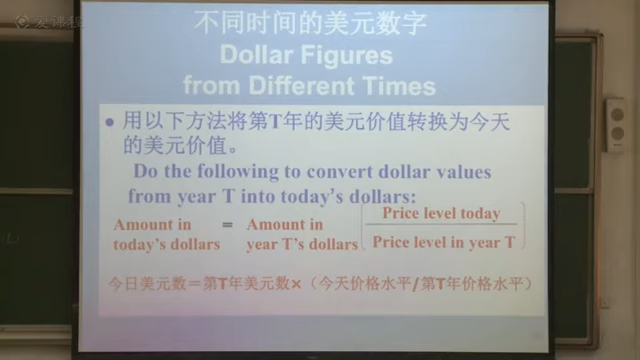 爱课程
不同时间的美元数字
Dollar Figures
from Different Times
• 用以下方法将第T年的美元价值转换为今天
的美元价值。
Do the following to convert dollar values
from year T into today's dollars:
Amount in today's dollars = Amount in year T's dollars
Price level today
Price level in year T
今日美元数＝第T年美元数×（今天价格水平/第T年价格水平）